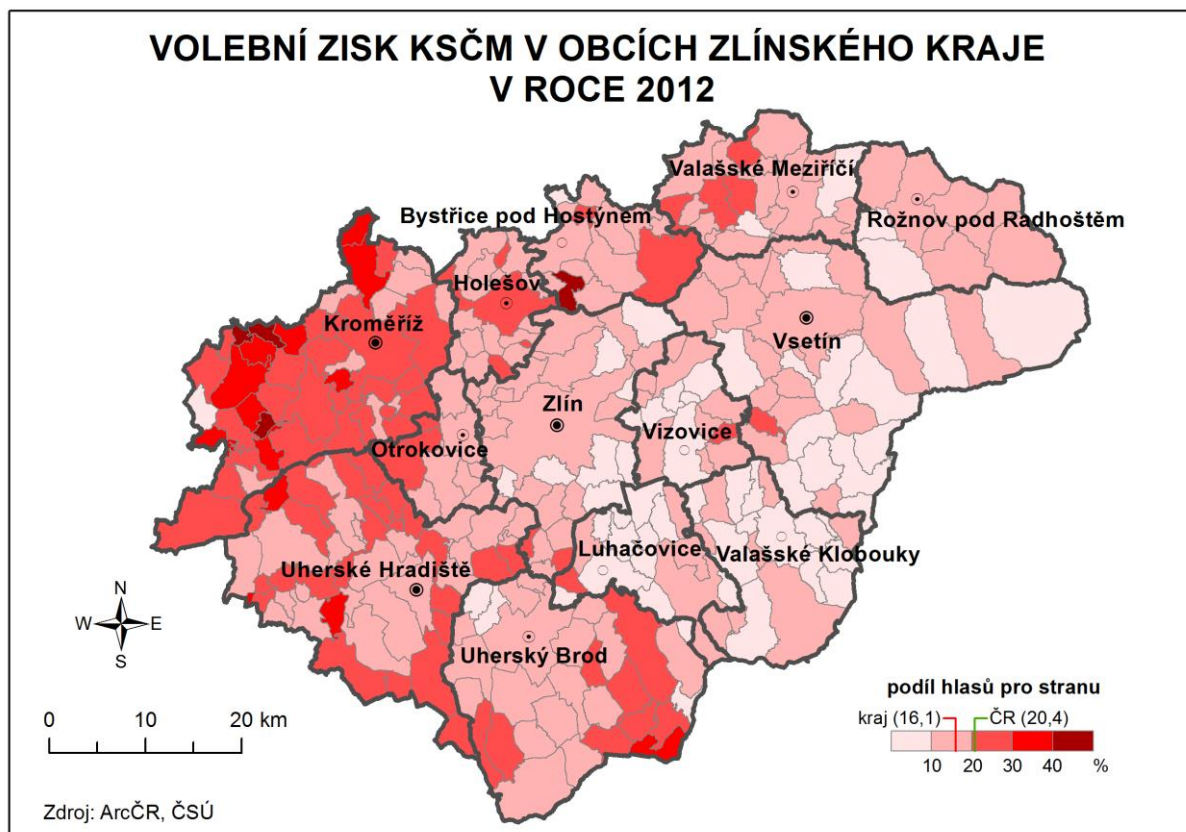 VOLEBNÍ ZISK KSČM V OBCÍCH ZLÍNSKÉHO KRAJE
V ROCE 2012
Valašské Meziříčí
Bystřice pod Hostýnem
Rožnov pod Radhoštěm
Holešov
Kroměříž
Vsetín
Zlín
Vizovice
Otrokovice
Luhačovice
Valašské Klobouky
Uherské Hradiště
Uherský Brod
N
W E
S
0 10 20 km
podíl hlasů pro stranu
kraj (16,1) ČR (20,4)
10 20 30 40 %
Zdroj: ArcČR, ČSÚ